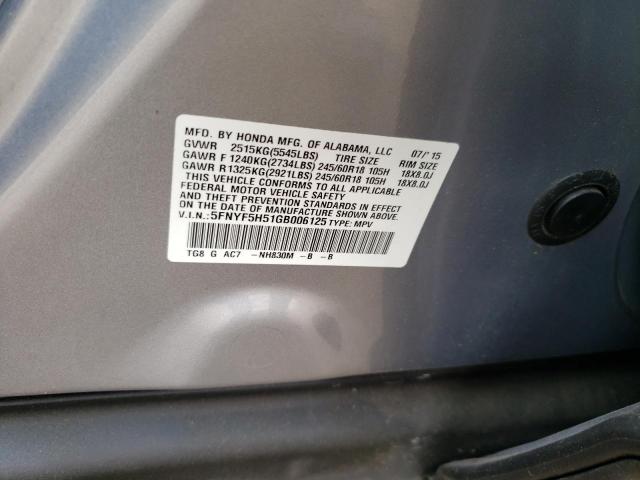 MFD. BY HONDA MFG. OF ALABAMA, LLC 07/'15
GVWR 2515KG(5545LBS) TIRE SIZE RIM SIZE
GAWR F 1240KG(2734LBS) 245/60R18 105H 18X8.0J
GAWR R1325KG(2921LBS) 245/60R18 105H 18X8.0J
THIS VEHICLE CONFORMS TO ALL APPLICABLE
FEDERAL MOTOR VEHICLE SAFETY, BUMPER,
AND THEFT PREVENTION STANDARDS IN EFFECT
ON THE DATE OF MANUFACTURE SHOWN ABOVE.
V.I.N.: 5FNYF5H51GB006125 TYPE: MPV
TG8 G AC7 -NH830M -B -B